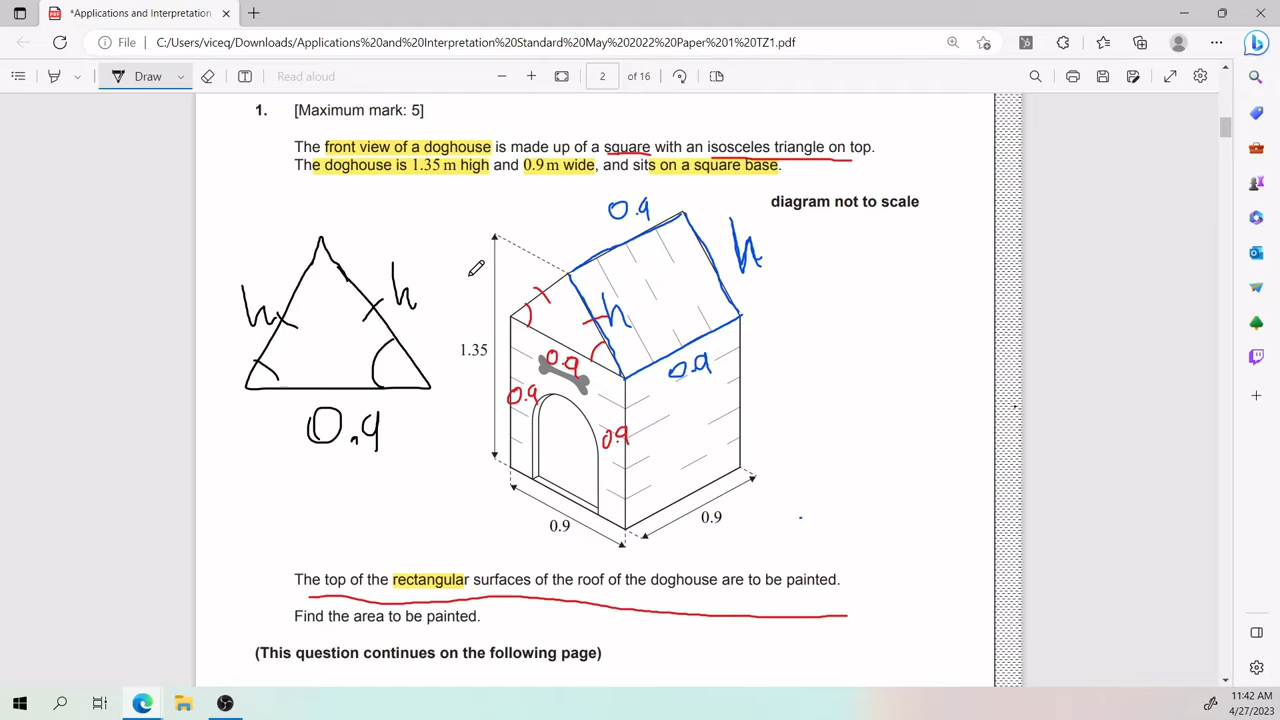 *Applications and Interpretation
File
C:/Users/viceq/Downloads/Applications%20and%20Interpretation%20Standard%20May%202022%20Paper%201%20TZ1.pdf
Draw
Read aloud
2
of 16
1. [Maximum mark: 5]
The front view of a doghouse is made up of a square with an isosceles triangle on top.
The doghouse is 1.35 m high and 0.9 m wide, and sits on a square base.
diagram not to scale
0.9
h
h
h
h
1.35
0.9
0.9
0.9
0.9
0.9
0.9
0.9
The top of the rectangular surfaces of the roof of the doghouse are to be painted.
Find the area to be painted.
(This question continues on the following page)
11:42 AM
4/27/2023